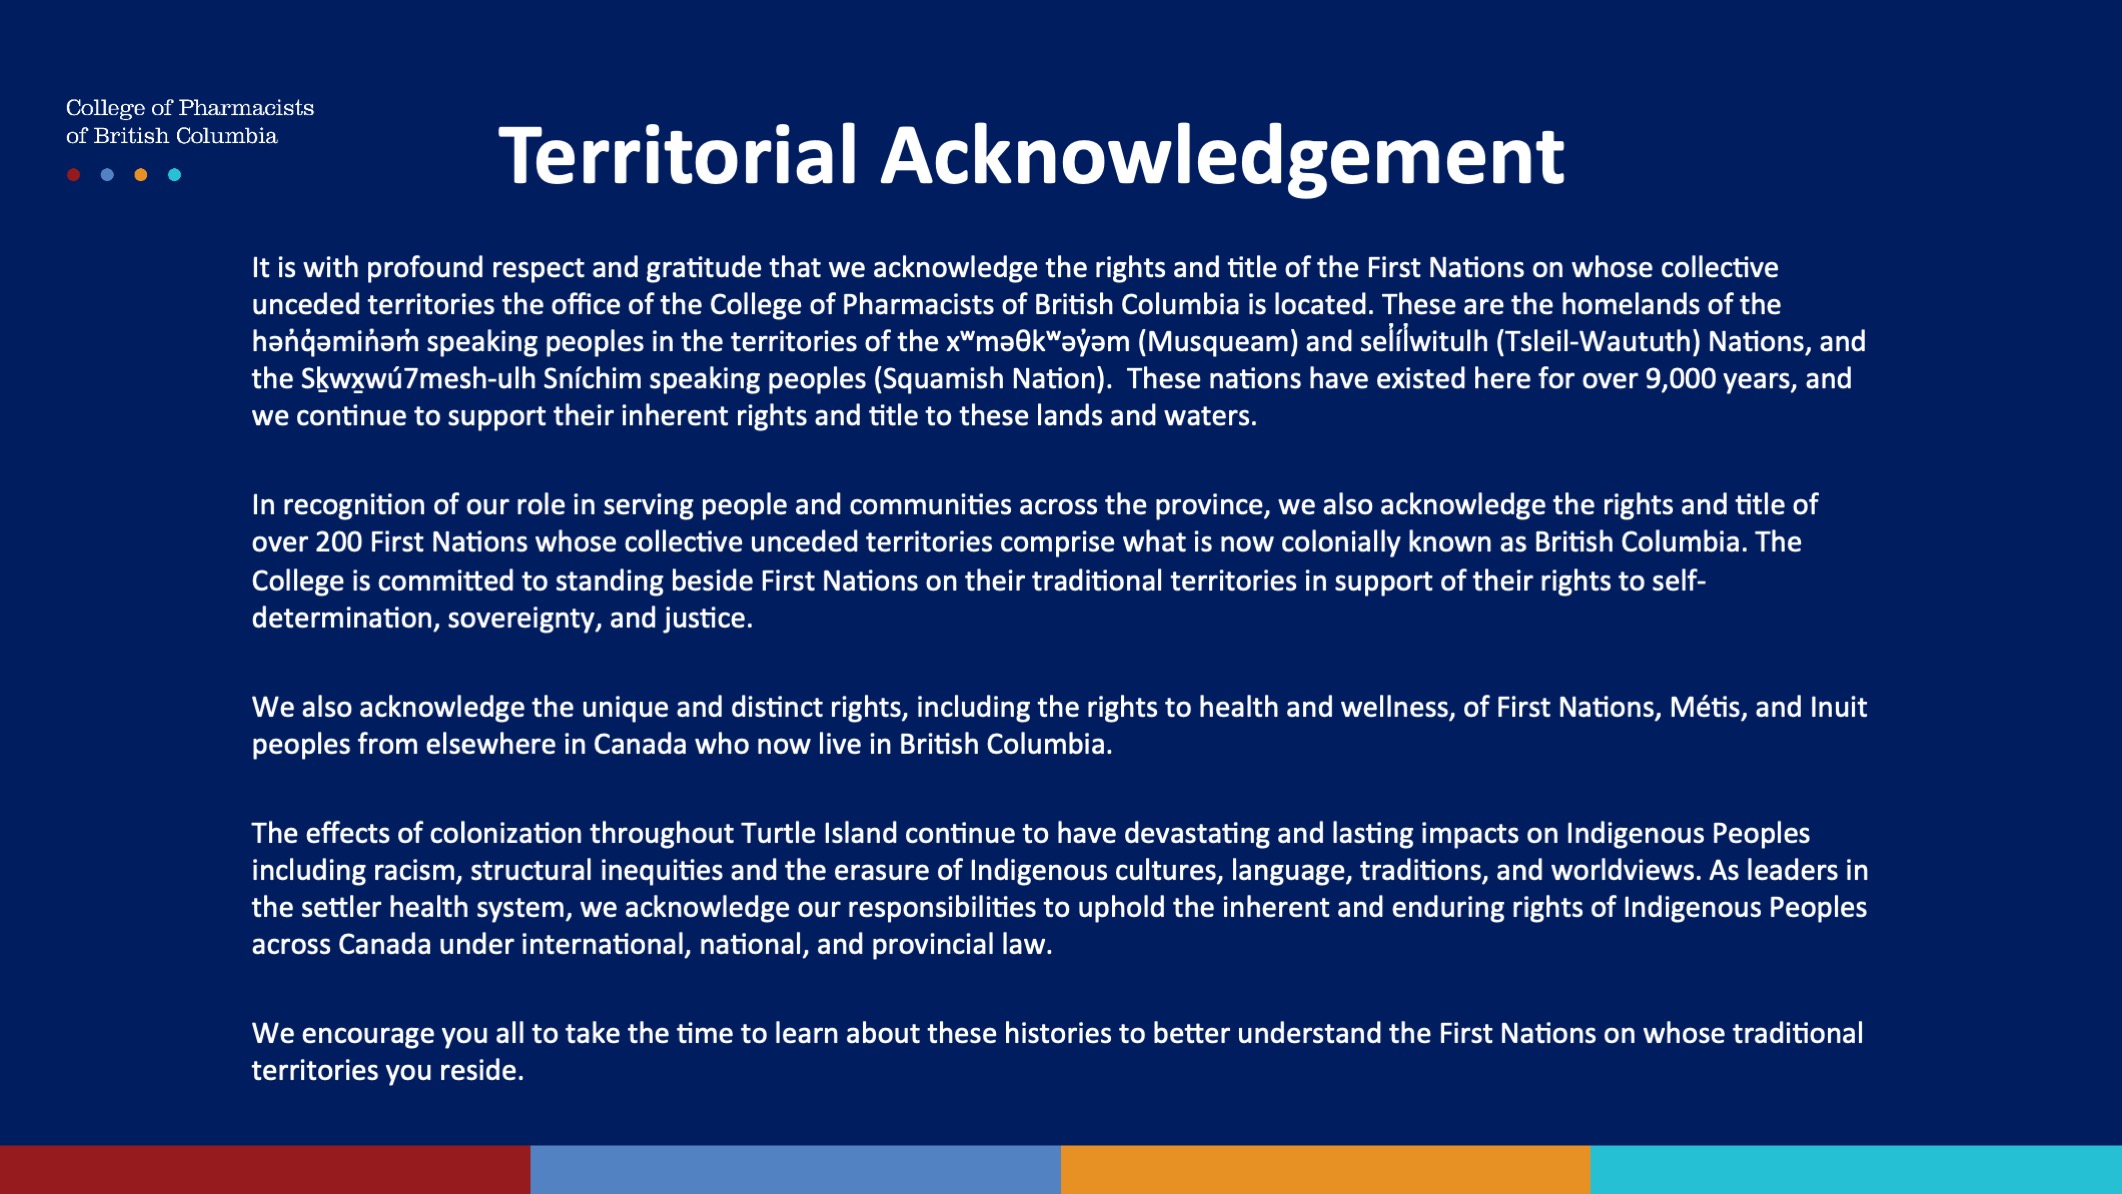 College of Pharmacists
of British Columbia
Territorial Acknowledgement
It is with profound respect and gratitude that we acknowledge the rights and title of the First Nations on whose collective
unceded territories the office of the College of Pharmacists of British Columbia is located. These are the homelands of the
hən̓q̓əmin̓əm̓ speaking peoples in the territories of the xʷməθkʷəy̓əm (Musqueam) and sel̓íl̓witulh (Tsleil-Waututh) Nations, and
the Sḵwx̱wú7mesh-ulh Sníchim speaking peoples (Squamish Nation).  These nations have existed here for over 9,000 years, and
we continue to support their inherent rights and title to these lands and waters.
In recognition of our role in serving people and communities across the province, we also acknowledge the rights and title of
over 200 First Nations whose collective unceded territories comprise what is now colonially known as British Columbia. The
College is committed to standing beside First Nations on their traditional territories in support of their rights to self-
determination, sovereignty, and justice.
We also acknowledge the unique and distinct rights, including the rights to health and wellness, of First Nations, Métis, and Inuit
peoples from elsewhere in Canada who now live in British Columbia.
The effects of colonization throughout Turtle Island continue to have devastating and lasting impacts on Indigenous Peoples
including racism, structural inequities and the erasure of Indigenous cultures, language, traditions, and worldviews. As leaders in
the settler health system, we acknowledge our responsibilities to uphold the inherent and enduring rights of Indigenous Peoples
across Canada under international, national, and provincial law.
We encourage you all to take the time to learn about these histories to better understand the First Nations on whose traditional
territories you reside.